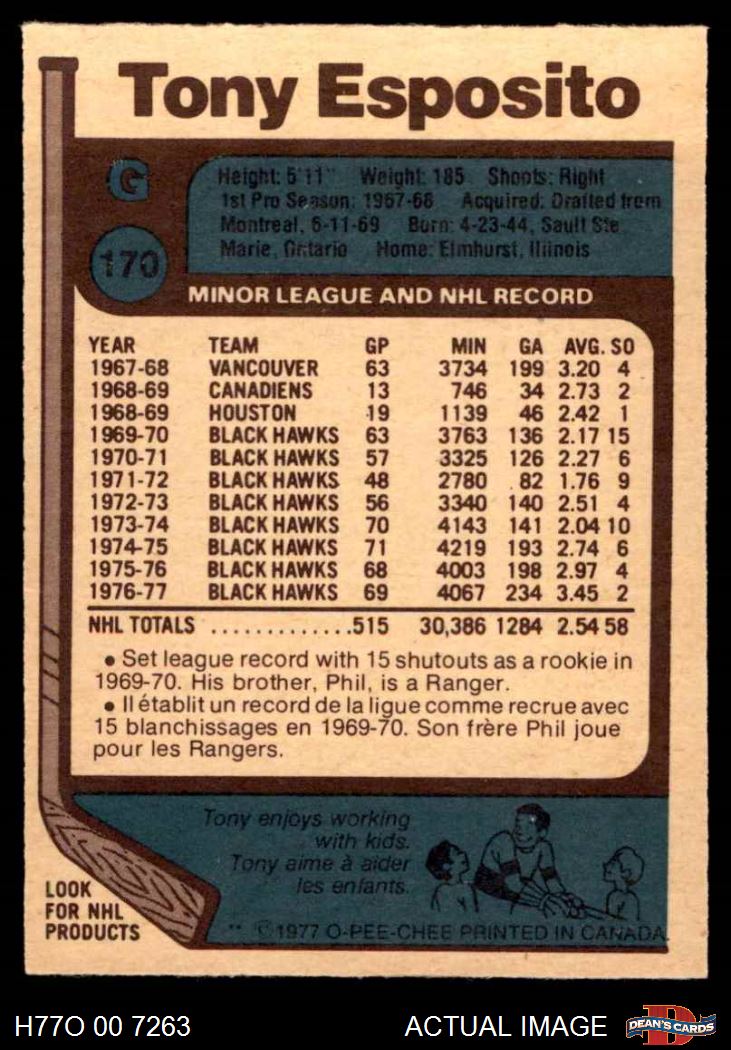 Tony Esposito
G
170
Height: 5'11" Weight: 185 Shoots: Right
1st Pro Season: 1967-68 Acquired: Drafted from
Montreal, 6-11-69 Born: 4-23-44, Sault Ste.
Marie, Ontario Home: Elmhurst, Illinois
MINOR LEAGUE AND NHL RECORD
YEAR TEAM GP MIN GA AVG. SO
1967-68 VANCOUVER 63 3734 199 3.20 4
1968-69 CANADIENS 13 746 34 2.73 2
1968-69 HOUSTON 19 1139 46 2.42 1
1969-70 BLACK HAWKS 63 3763 136 2.17 15
1970-71 BLACK HAWKS 57 3325 126 2.27 6
1971-72 BLACK HAWKS 48 2780 82 1.76 9
1972-73 BLACK HAWKS 56 3340 140 2.51 4
1973-74 BLACK HAWKS 70 4143 141 2.04 10
1974-75 BLACK HAWKS 71 4219 193 2.74 6
1975-76 BLACK HAWKS 68 4003 198 2.97 4
1976-77 BLACK HAWKS 69 4067 234 3.45 2
NHL TOTALS .............515 30,386 1284 2.54 58
• Set league record with 15 shutouts as a rookie in
1969-70. His brother, Phil, is a Ranger.
• Il établit un record de la ligue comme recrue avec
15 blanchissages en 1969-70. Son frère Phil joue
pour les Rangers.
Tony enjoys working
with kids.
Tony aime à aider
les enfants.
LOOK
FOR NHL
PRODUCTS
** ©1977 O-PEE-CHEE PRINTED IN CANADA.
H77O 00 7263 ACTUAL IMAGE
D
DEAN'S CARDS